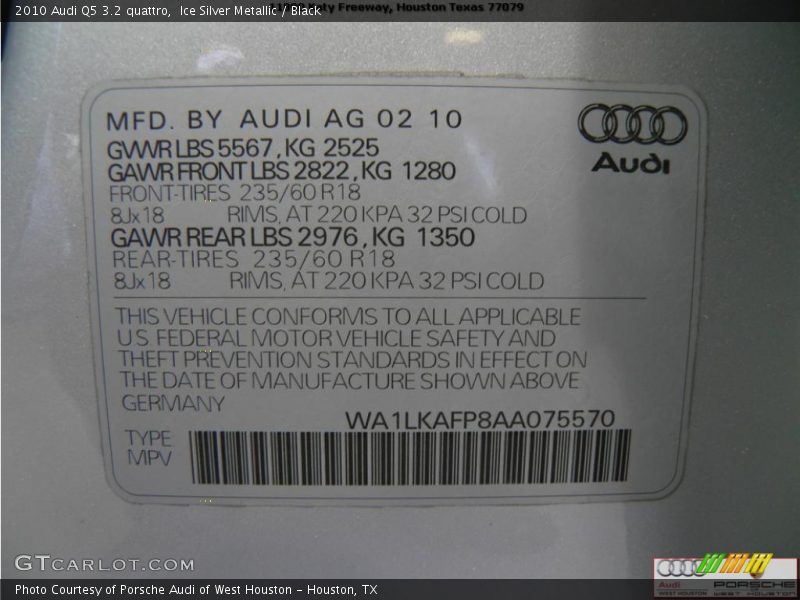 2010 Audi Q5 3.2 quattro, Ice Silver Metallic / Black
Katy Freeway, Houston Texas 77079
MFD. BY AUDI AG 02 10
GVWR LBS 5567, KG 2525
GAWR FRONT LBS 2822, KG 1280
FRONT-TIRES 235/60 R18
8Jx18 RIMS, AT 220 KPA 32 PSI COLD
GAWR REAR LBS 2976, KG 1350
REAR-TIRES 235/60 R18
8Jx18 RIMS, AT 220 KPA 32 PSI COLD
Audi
THIS VEHICLE CONFORMS TO ALL APPLICABLE
U.S. FEDERAL MOTOR VEHICLE SAFETY AND
THEFT PREVENTION STANDARDS IN EFFECT ON
THE DATE OF MANUFACTURE SHOWN ABOVE
GERMANY
WA1LKAFP8AA075570
TYPE
MPV
GTCARLOT.COM
Audi PORSCHE
WEST HOUSTON WEST HOUSTON
Photo Courtesy of Porsche Audi of West Houston - Houston, TX